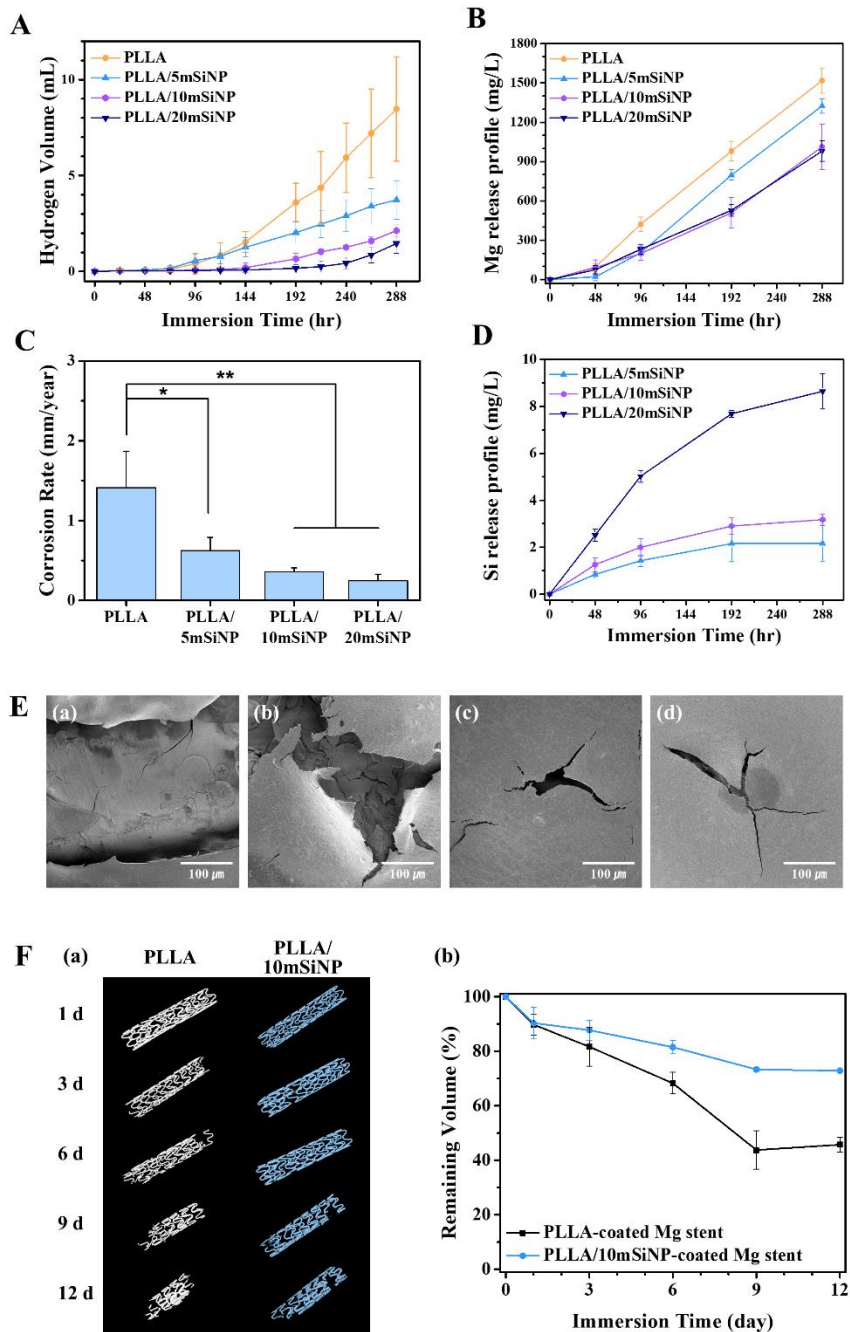 A
Hydrogen Volume (mL)
10
5
0
PLLA
PLLA/5mSiNP
PLLA/10mSiNP
PLLA/20mSiNP
0 48 96 144 192 240 288
Immersion Time (hr)
B
Mg release profile (mg/L)
1800
1500
1200
900
600
300
0
PLLA
PLLA/5mSiNP
PLLA/10mSiNP
PLLA/20mSiNP
0 48 96 144 192 240 288
Immersion Time (hr)
C
Corrosion Rate (mm/year)
3
2
1
0
*
**
PLLA PLLA/ PLLA/ PLLA/
5mSiNP 10mSiNP 20mSiNP
D
Si release profile (mg/L)
10
8
6
4
2
0
PLLA/5mSiNP
PLLA/10mSiNP
PLLA/20mSiNP
0 48 96 144 192 240 288
Immersion Time (hr)
E
(a) (b) (c) (d)
100 μm 100 μm 100 μm 100 μm
F
(a)
PLLA PLLA/
10mSiNP
1 d
3 d
6 d
9 d
12 d
(b)
Remaining Volume (%)
100
80
60
40
20
0
PLLA-coated Mg stent
PLLA/10mSiNP-coated Mg stent
0 3 6 9 12
Immersion Time (day)